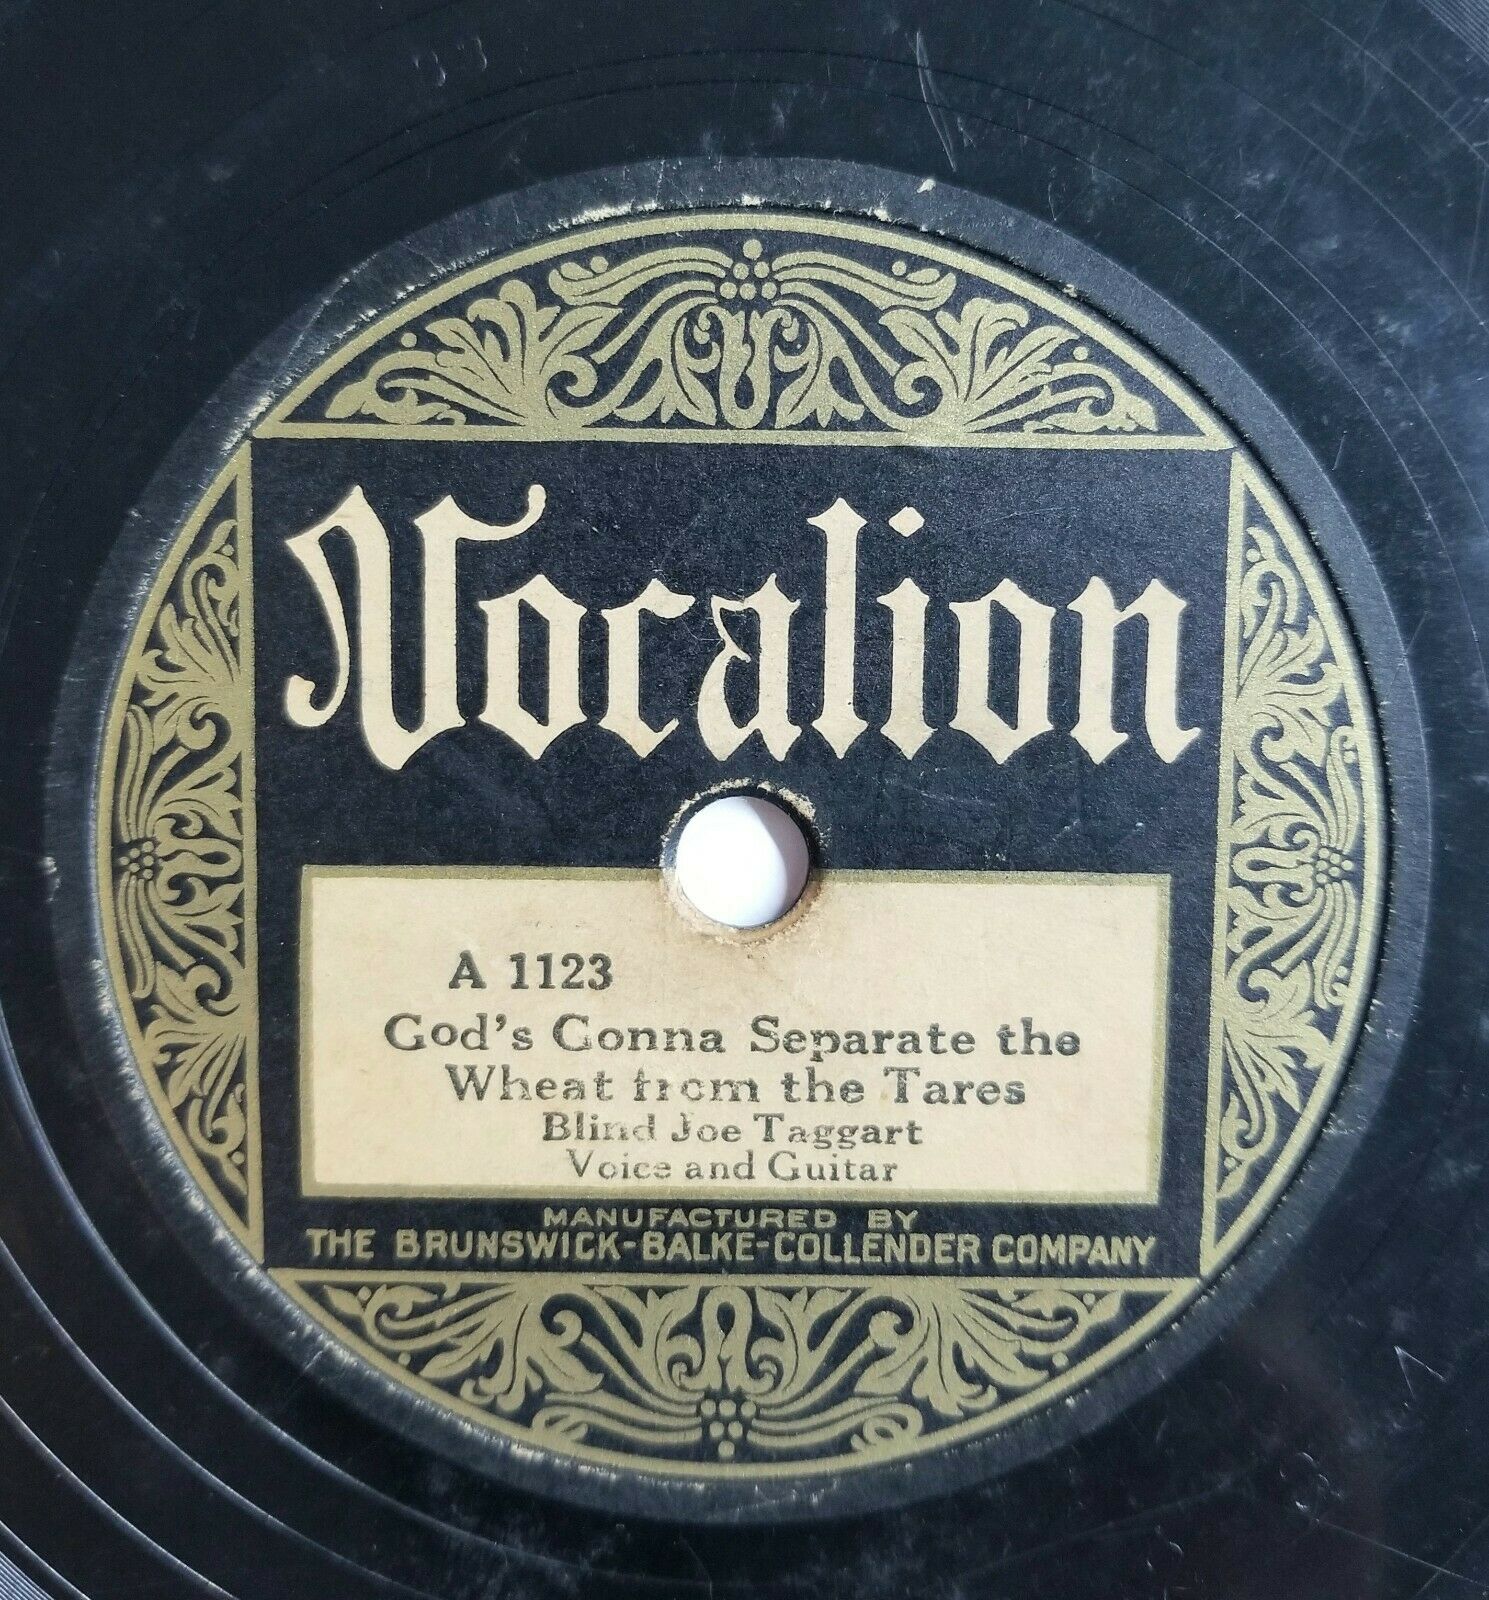 Vocalion
A 1123
God's Gonna Separate the
Wheat from the Tares
Blind Joe Taggart
Voice and Guitar
MANUFACTURED BY
THE BRUNSWICK-BALKE-COLLENDER COMPANY